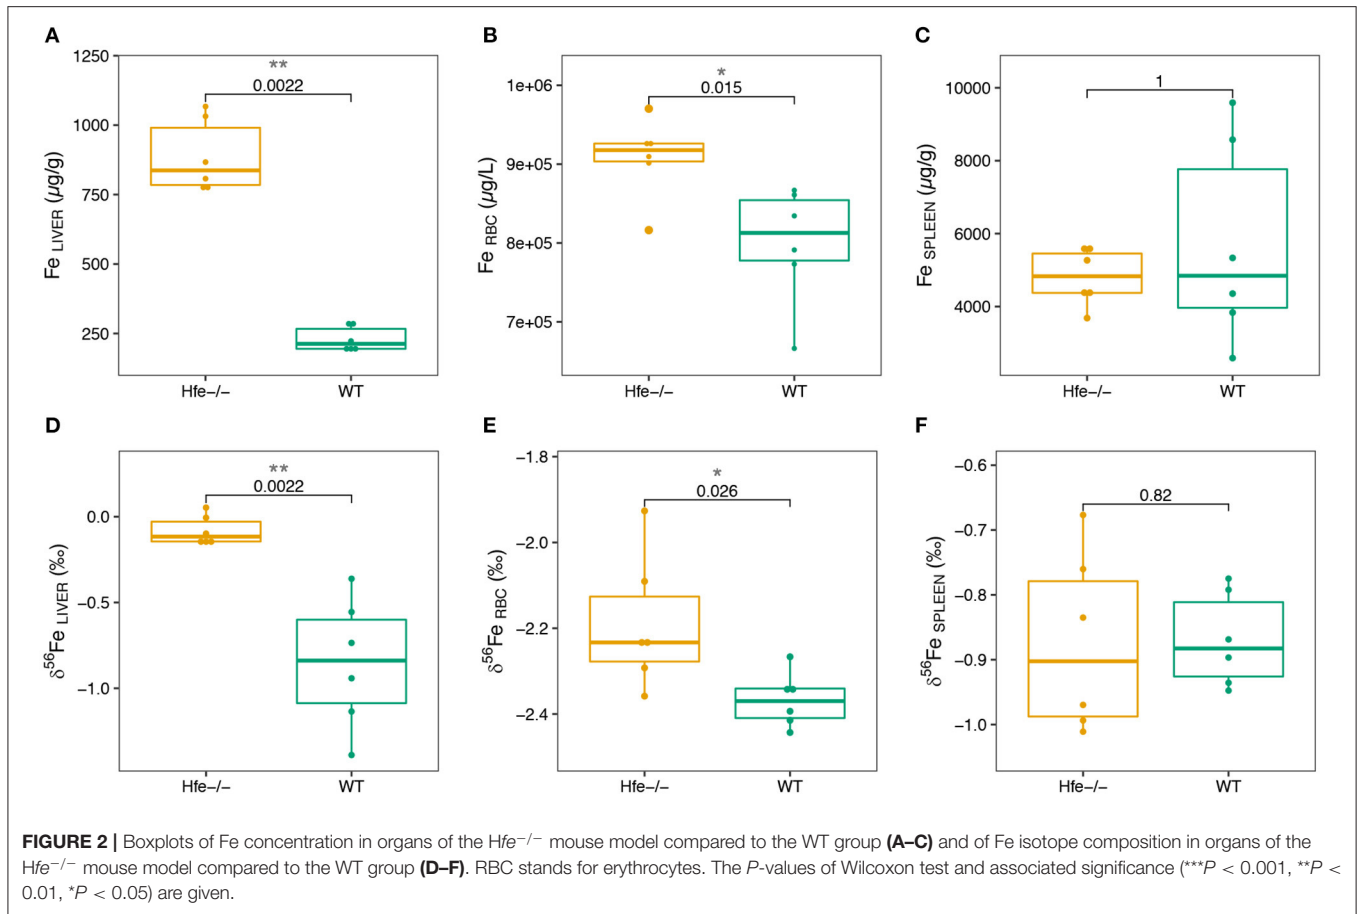 A
Fe LIVER (µg/g)
1250
1000
750
500
250
**
0.0022
Hfe−/−
WT
B
Fe RBC (µg/L)
1e+06
9e+05
8e+05
7e+05
*
0.015
Hfe−/−
WT
C
Fe SPLEEN (µg/g)
10000
8000
6000
4000
1
Hfe−/−
WT
D
δ56Fe LIVER (‰)
0.0
−0.5
−1.0
**
0.0022
Hfe−/−
WT
E
δ56Fe RBC (‰)
−1.8
−2.0
−2.2
−2.4
*
0.026
Hfe−/−
WT
F
δ56Fe SPLEEN (‰)
−0.6
−0.7
−0.8
−0.9
−1.0
0.82
Hfe−/−
WT
FIGURE 2 | Boxplots of Fe concentration in organs of the Hfe−/− mouse model compared to the WT group (A–C) and of Fe isotope composition in organs of the
Hfe−/− mouse model compared to the WT group (D–F). RBC stands for erythrocytes. The P-values of Wilcoxon test and associated significance (***P < 0.001, **P <
0.01, *P < 0.05) are given.